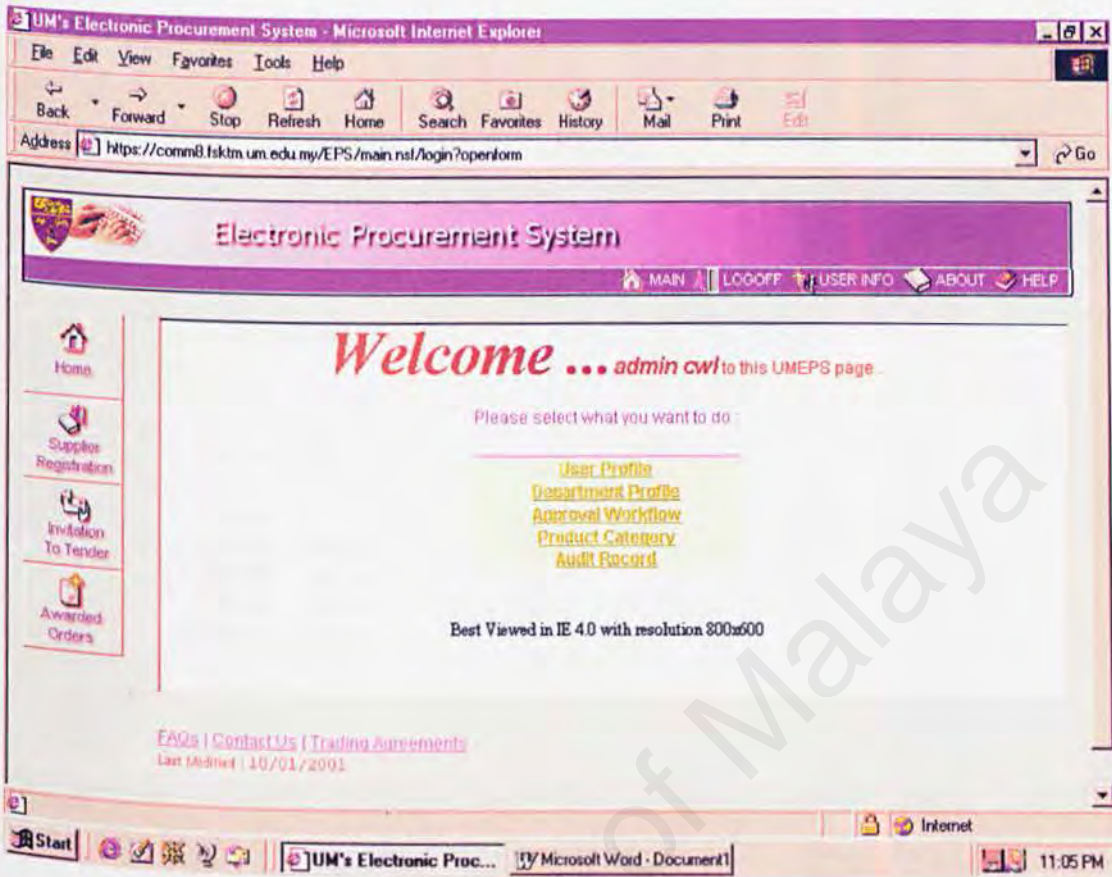 UM's Electronic Procurement System - Microsoft Internet Explorer
File Edit View Favorites Tools Help
Back Forward Stop Refresh Home Search Favorites History Mail Print Edit
Address https://comm8.fsktm.um.edu.my/EPS/main.nsf/login?openform Go
Electronic Procurement System
MAIN LOGOFF USER INFO ABOUT HELP
Home
Supplier
Registration
Invitation
To Tender
Awarded
Orders
Welcome ... admin cwl to this UMEPS page
Please select what you want to do :
User Profile
Department Profile
Approval Workflow
Product Category
Audit Record
Best Viewed in IE 4.0 with resolution 800x600
FAQs | Contact Us | Trading Agreements
Last Modified : 10/01/2001
Internet
Start UM's Electronic Proc... Microsoft Word - Document1 11:05 PM
of Malaya